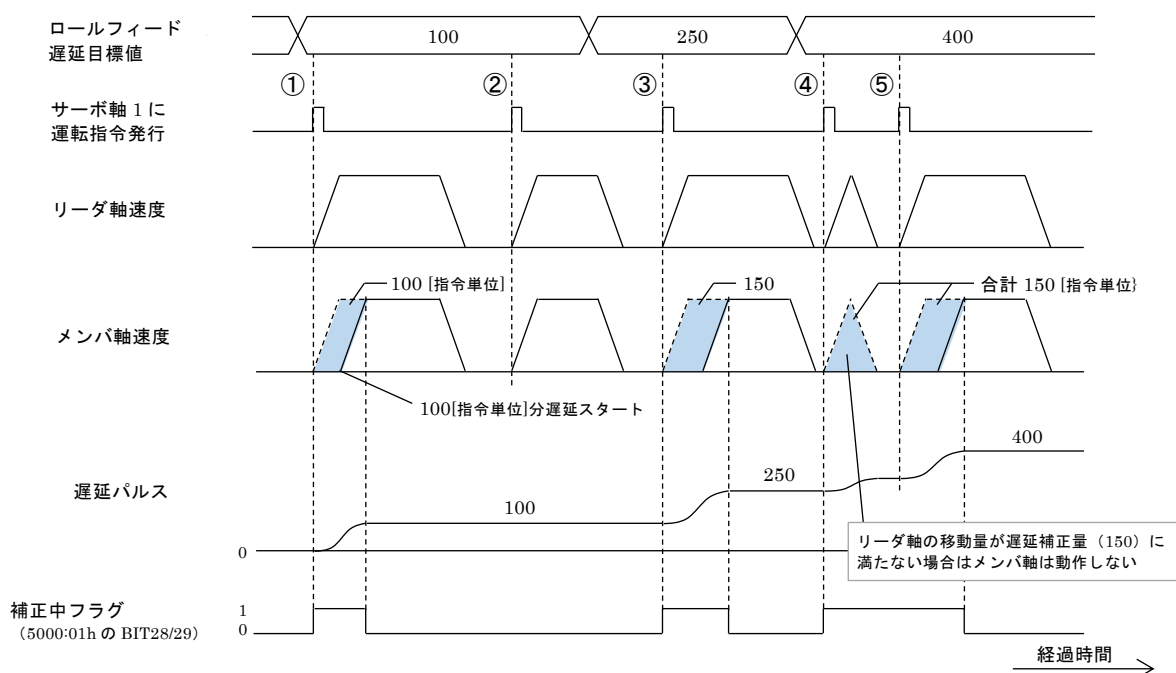 ロールフィード
遅延目標値
100
250
400
①
②
③
④
⑤
サーボ軸 1 に
運転指令発行
リーダ軸速度
100 [指令単位]
150
合計 150 [指令単位}
メンバ軸速度
100[指令単位]分遅延スタート
400
250
遅延パルス
100
0
リーダ軸の移動量が遅延補正量（150）に
満たない場合はメンバ軸は動作しない
補正中フラグ
（5000:01h の BIT28/29）
1
0
経過時間